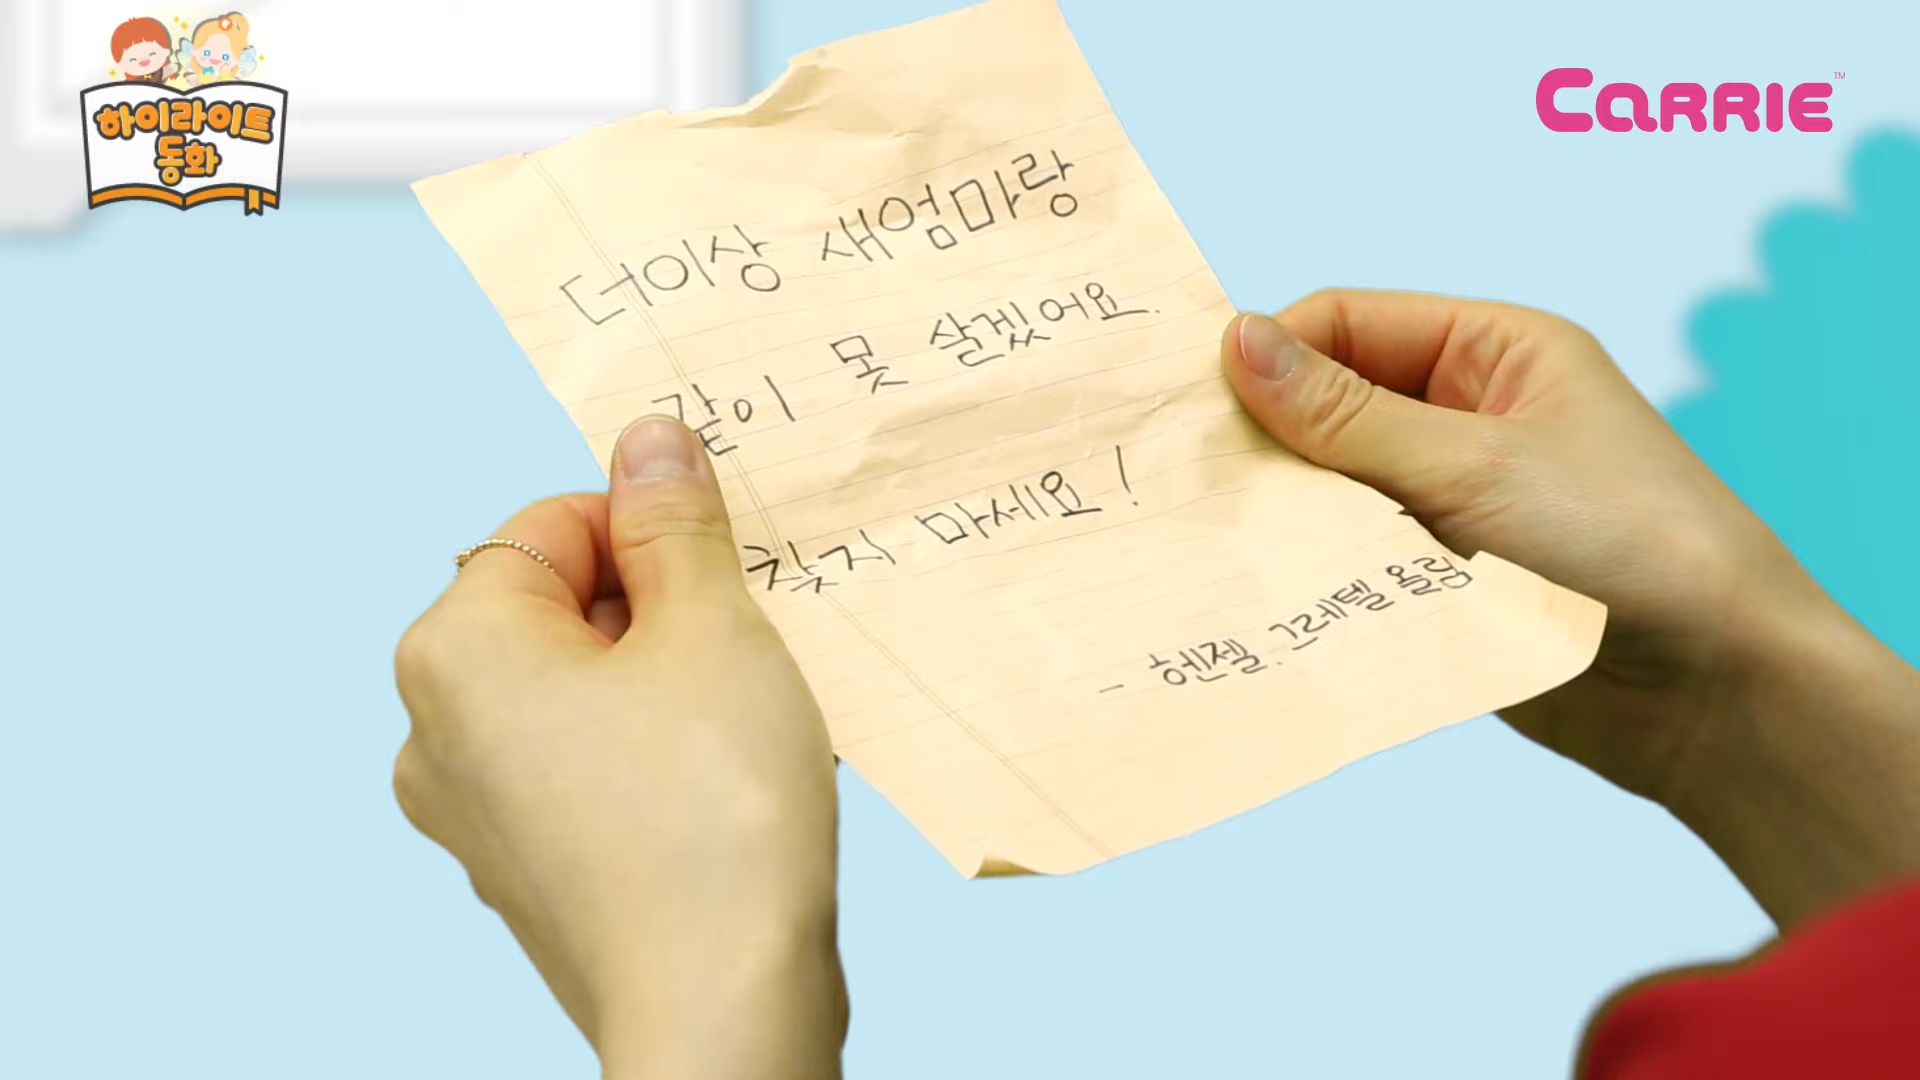 하이라이트
동화
CARRIE™
더이상 새엄마랑
같이 못 살겠어요.
찾지 마세요!
- 헨젤. 그레텔 올림